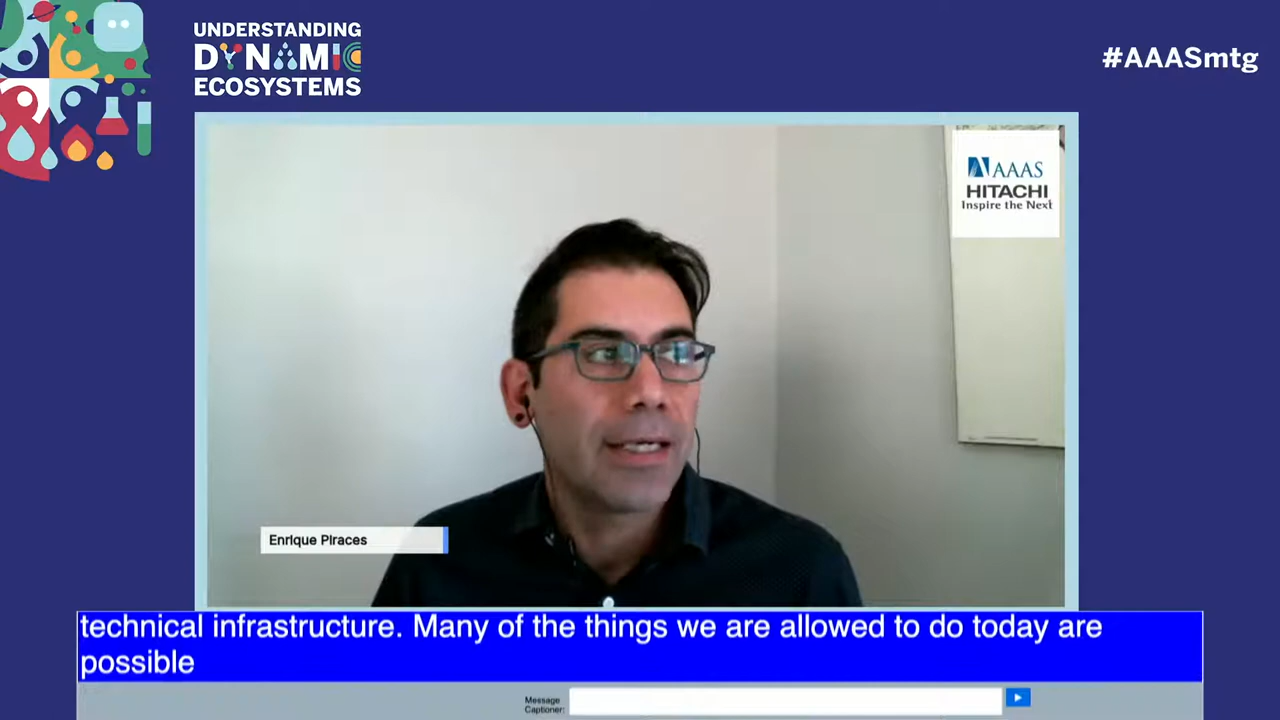 UNDERSTANDING
DYNAMIC
ECOSYSTEMS
#AAASmtg
AAAS
HITACHI
Inspire the Next
Enrique Piraces
technical infrastructure. Many of the things we are allowed to do today are
possible
Message
Captioner: